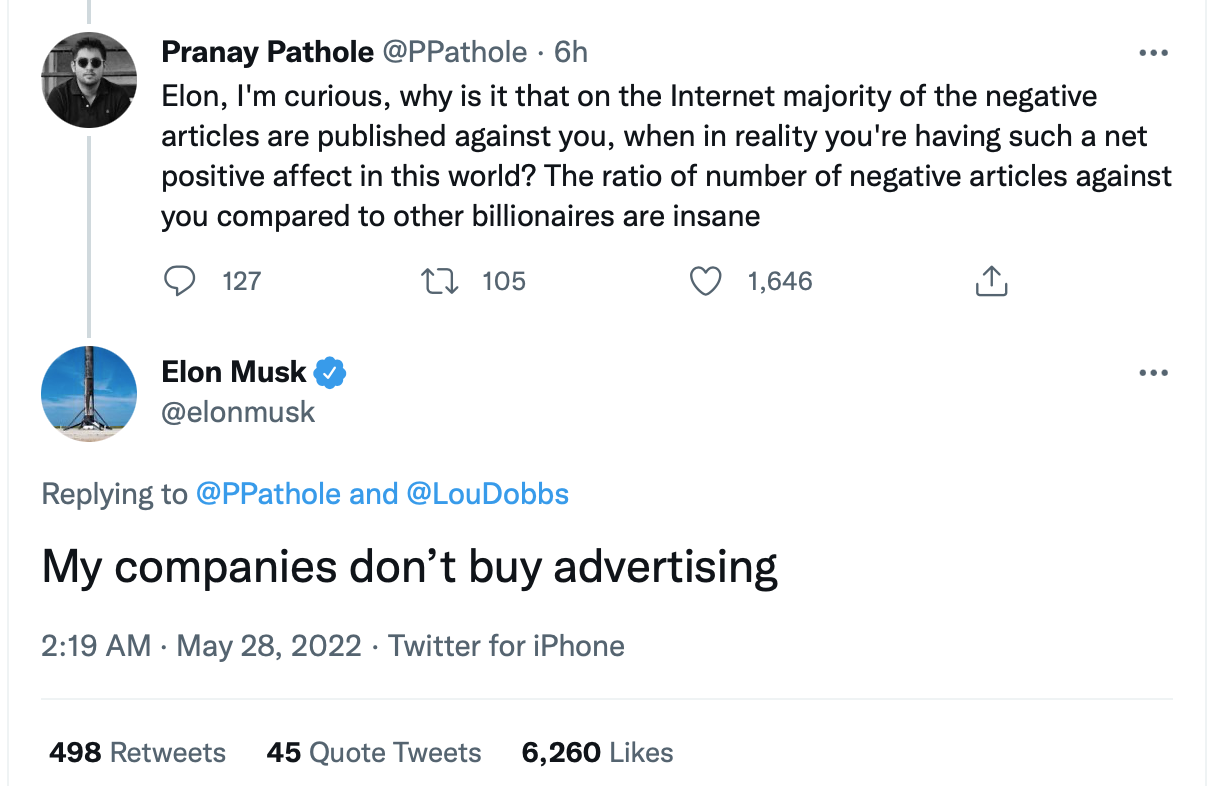 Pranay Pathole @PPathole · 6h
Elon, I'm curious, why is it that on the Internet majority of the negative
articles are published against you, when in reality you're having such a net
positive affect in this world? The ratio of number of negative articles against
you compared to other billionaires are insane
127 105 1,646
Elon Musk
@elonmusk
Replying to @PPathole and @LouDobbs
My companies don’t buy advertising
2:19 AM · May 28, 2022 · Twitter for iPhone
498 Retweets 45 Quote Tweets 6,260 Likes